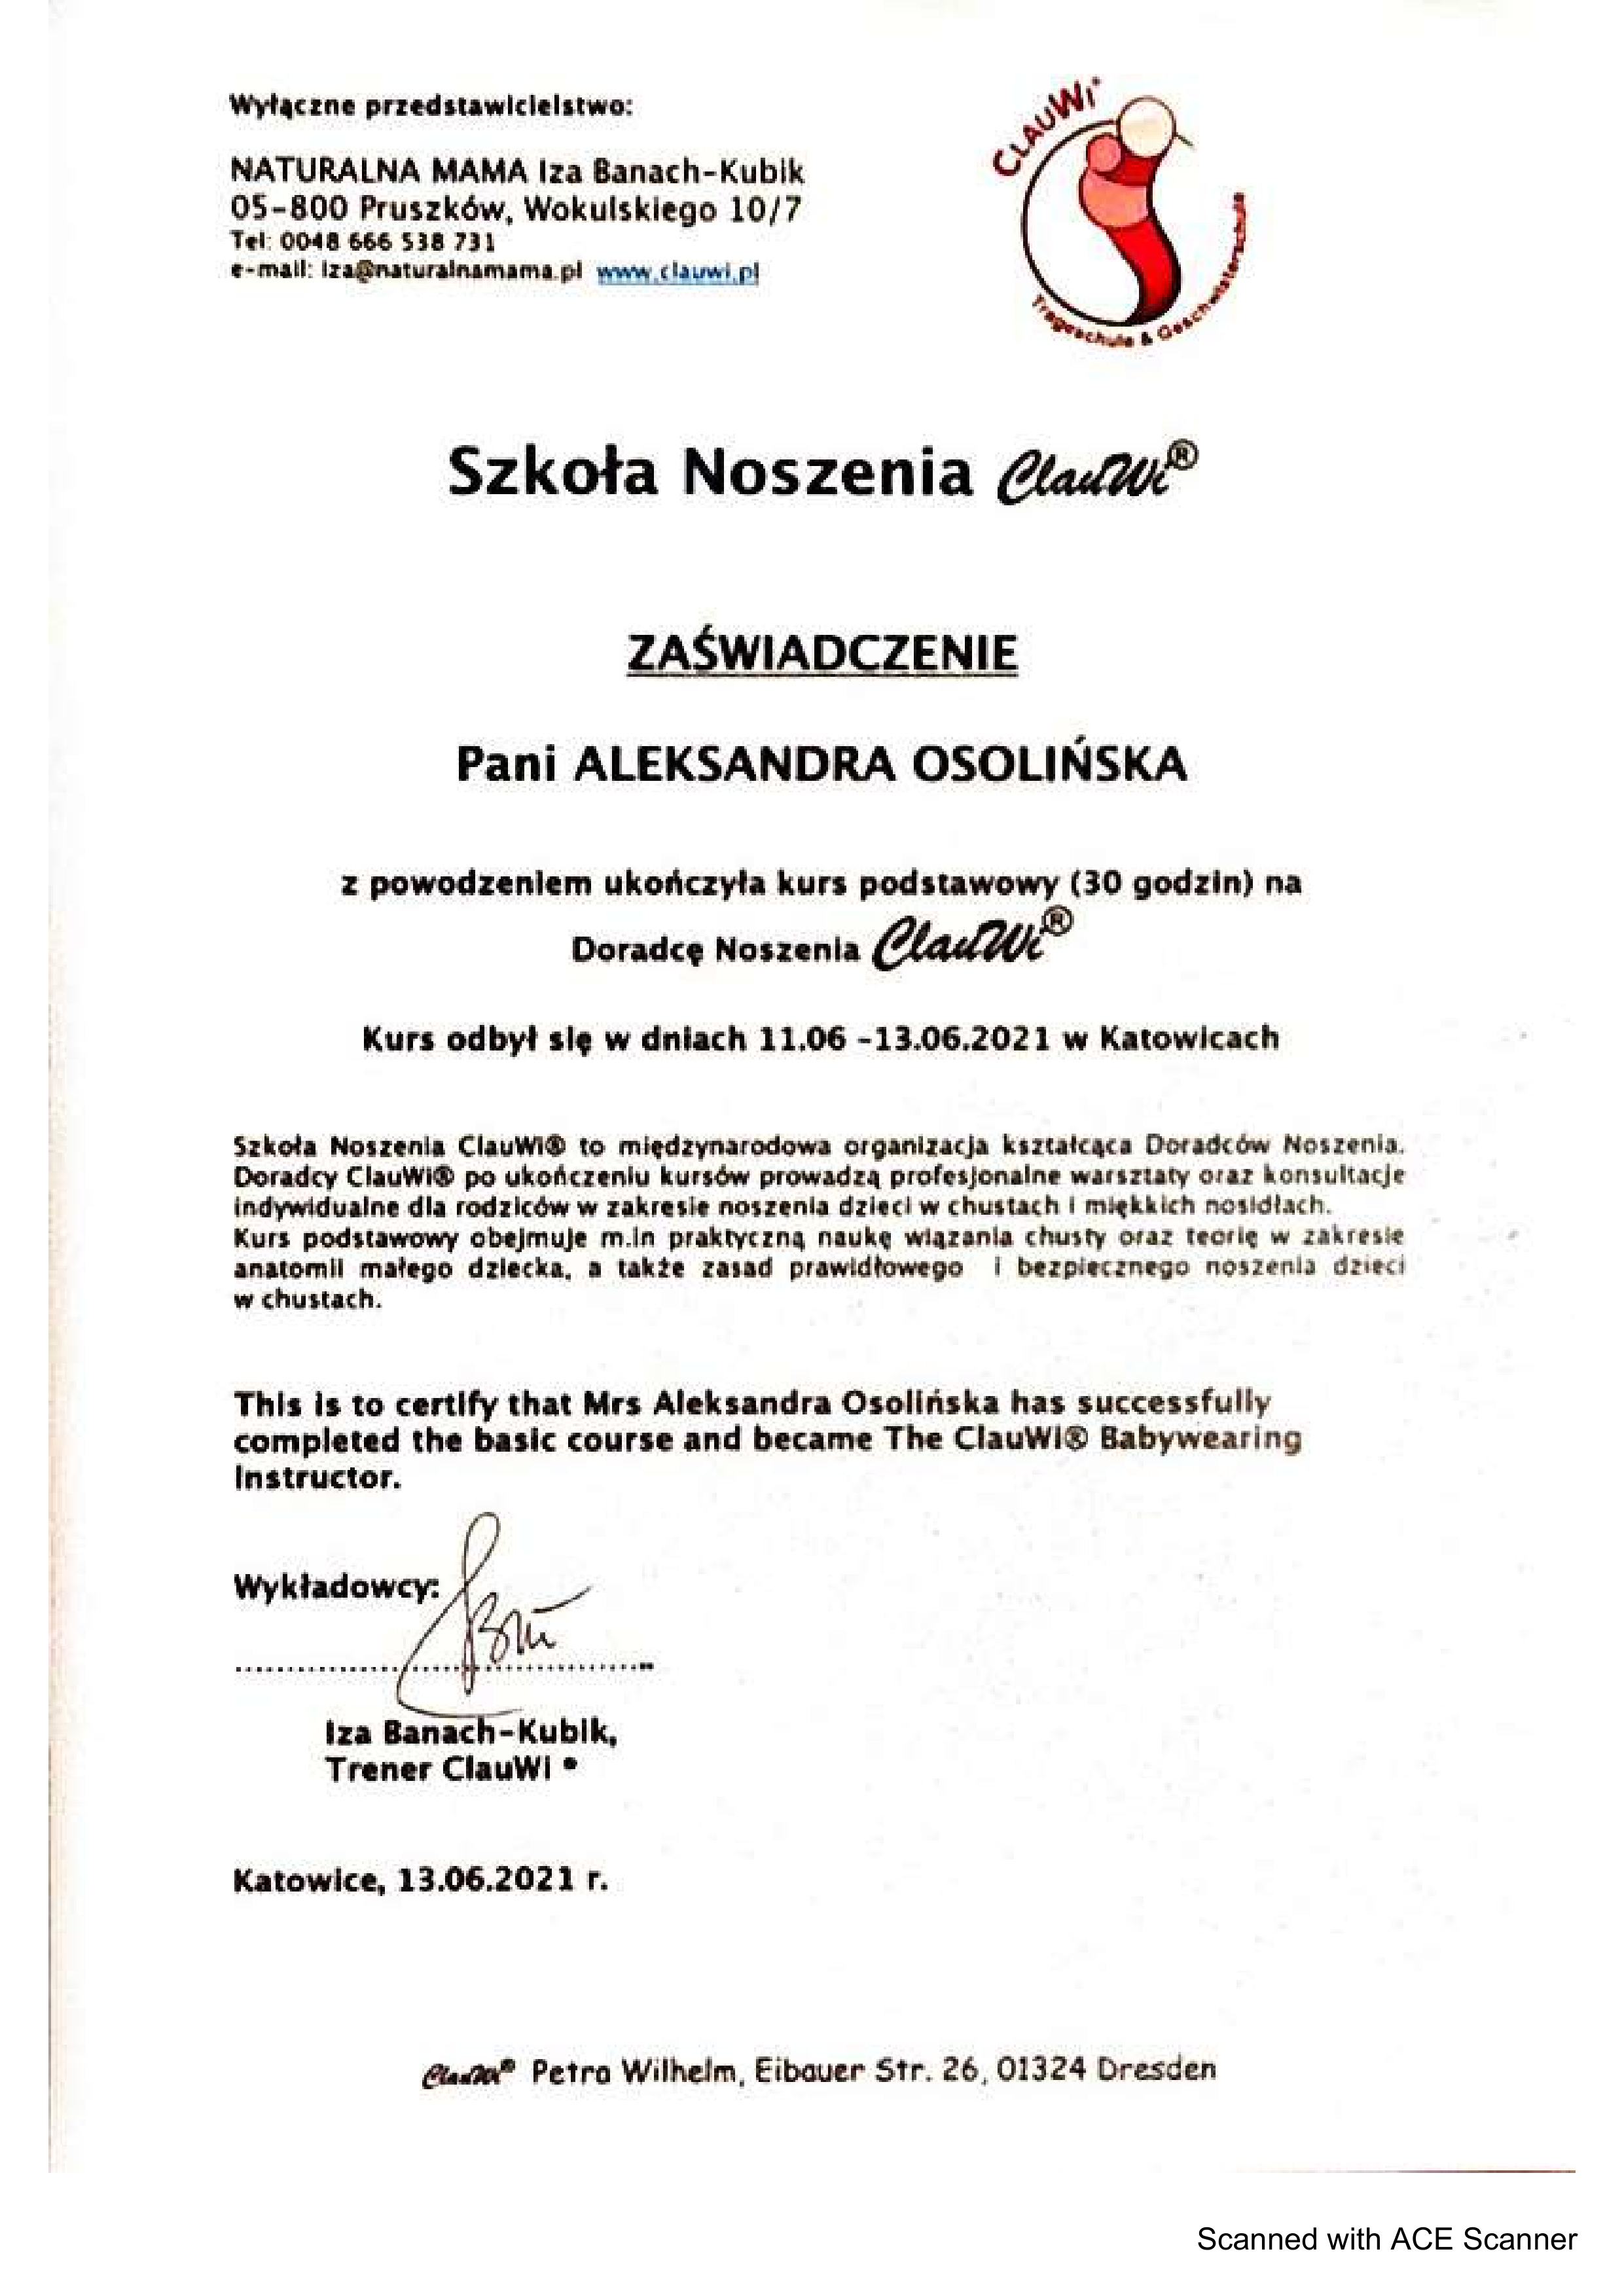 Wyłączne przedstawicielstwo:
NATURALNA MAMA Iza Banach-Kubik
05-800 Pruszków, Wokulskiego 10/7
Tel: 0048 666 538 731
e-mail: iza@naturalnamama.pl www.clauwi.pl
CLAUWI®
Trageschule & Geschwisterschule
Szkoła Noszenia ClauWi®
ZAŚWIADCZENIE
Pani ALEKSANDRA OSOLIŃSKA
z powodzeniem ukończyła kurs podstawowy (30 godzin) na
Doradcę Noszenia ClauWi®
Kurs odbył się w dniach 11.06 -13.06.2021 w Katowicach
Szkoła Noszenia ClauWi® to międzynarodowa organizacja kształcąca Doradców Noszenia.
Doradcy ClauWi® po ukończeniu kursów prowadzą profesjonalne warsztaty oraz konsultacje
indywidualne dla rodziców w zakresie noszenia dzieci w chustach i miękkich nosidłach.
Kurs podstawowy obejmuje m.in praktyczną naukę wiązania chusty oraz teorię w zakresie
anatomii małego dziecka, a także zasad prawidłowego i bezpiecznego noszenia dzieci
w chustach.
This is to certify that Mrs Aleksandra Osolińska has successfully
completed the basic course and became The ClauWi® Babywearing
Instructor.
Wykładowcy:
Iza Banach-Kubik,
Trener ClauWi ®
Katowice, 13.06.2021 r.
ClauWi® Petra Wilhelm, Eibauer Str. 26, 01324 Dresden
Scanned with ACE Scanner